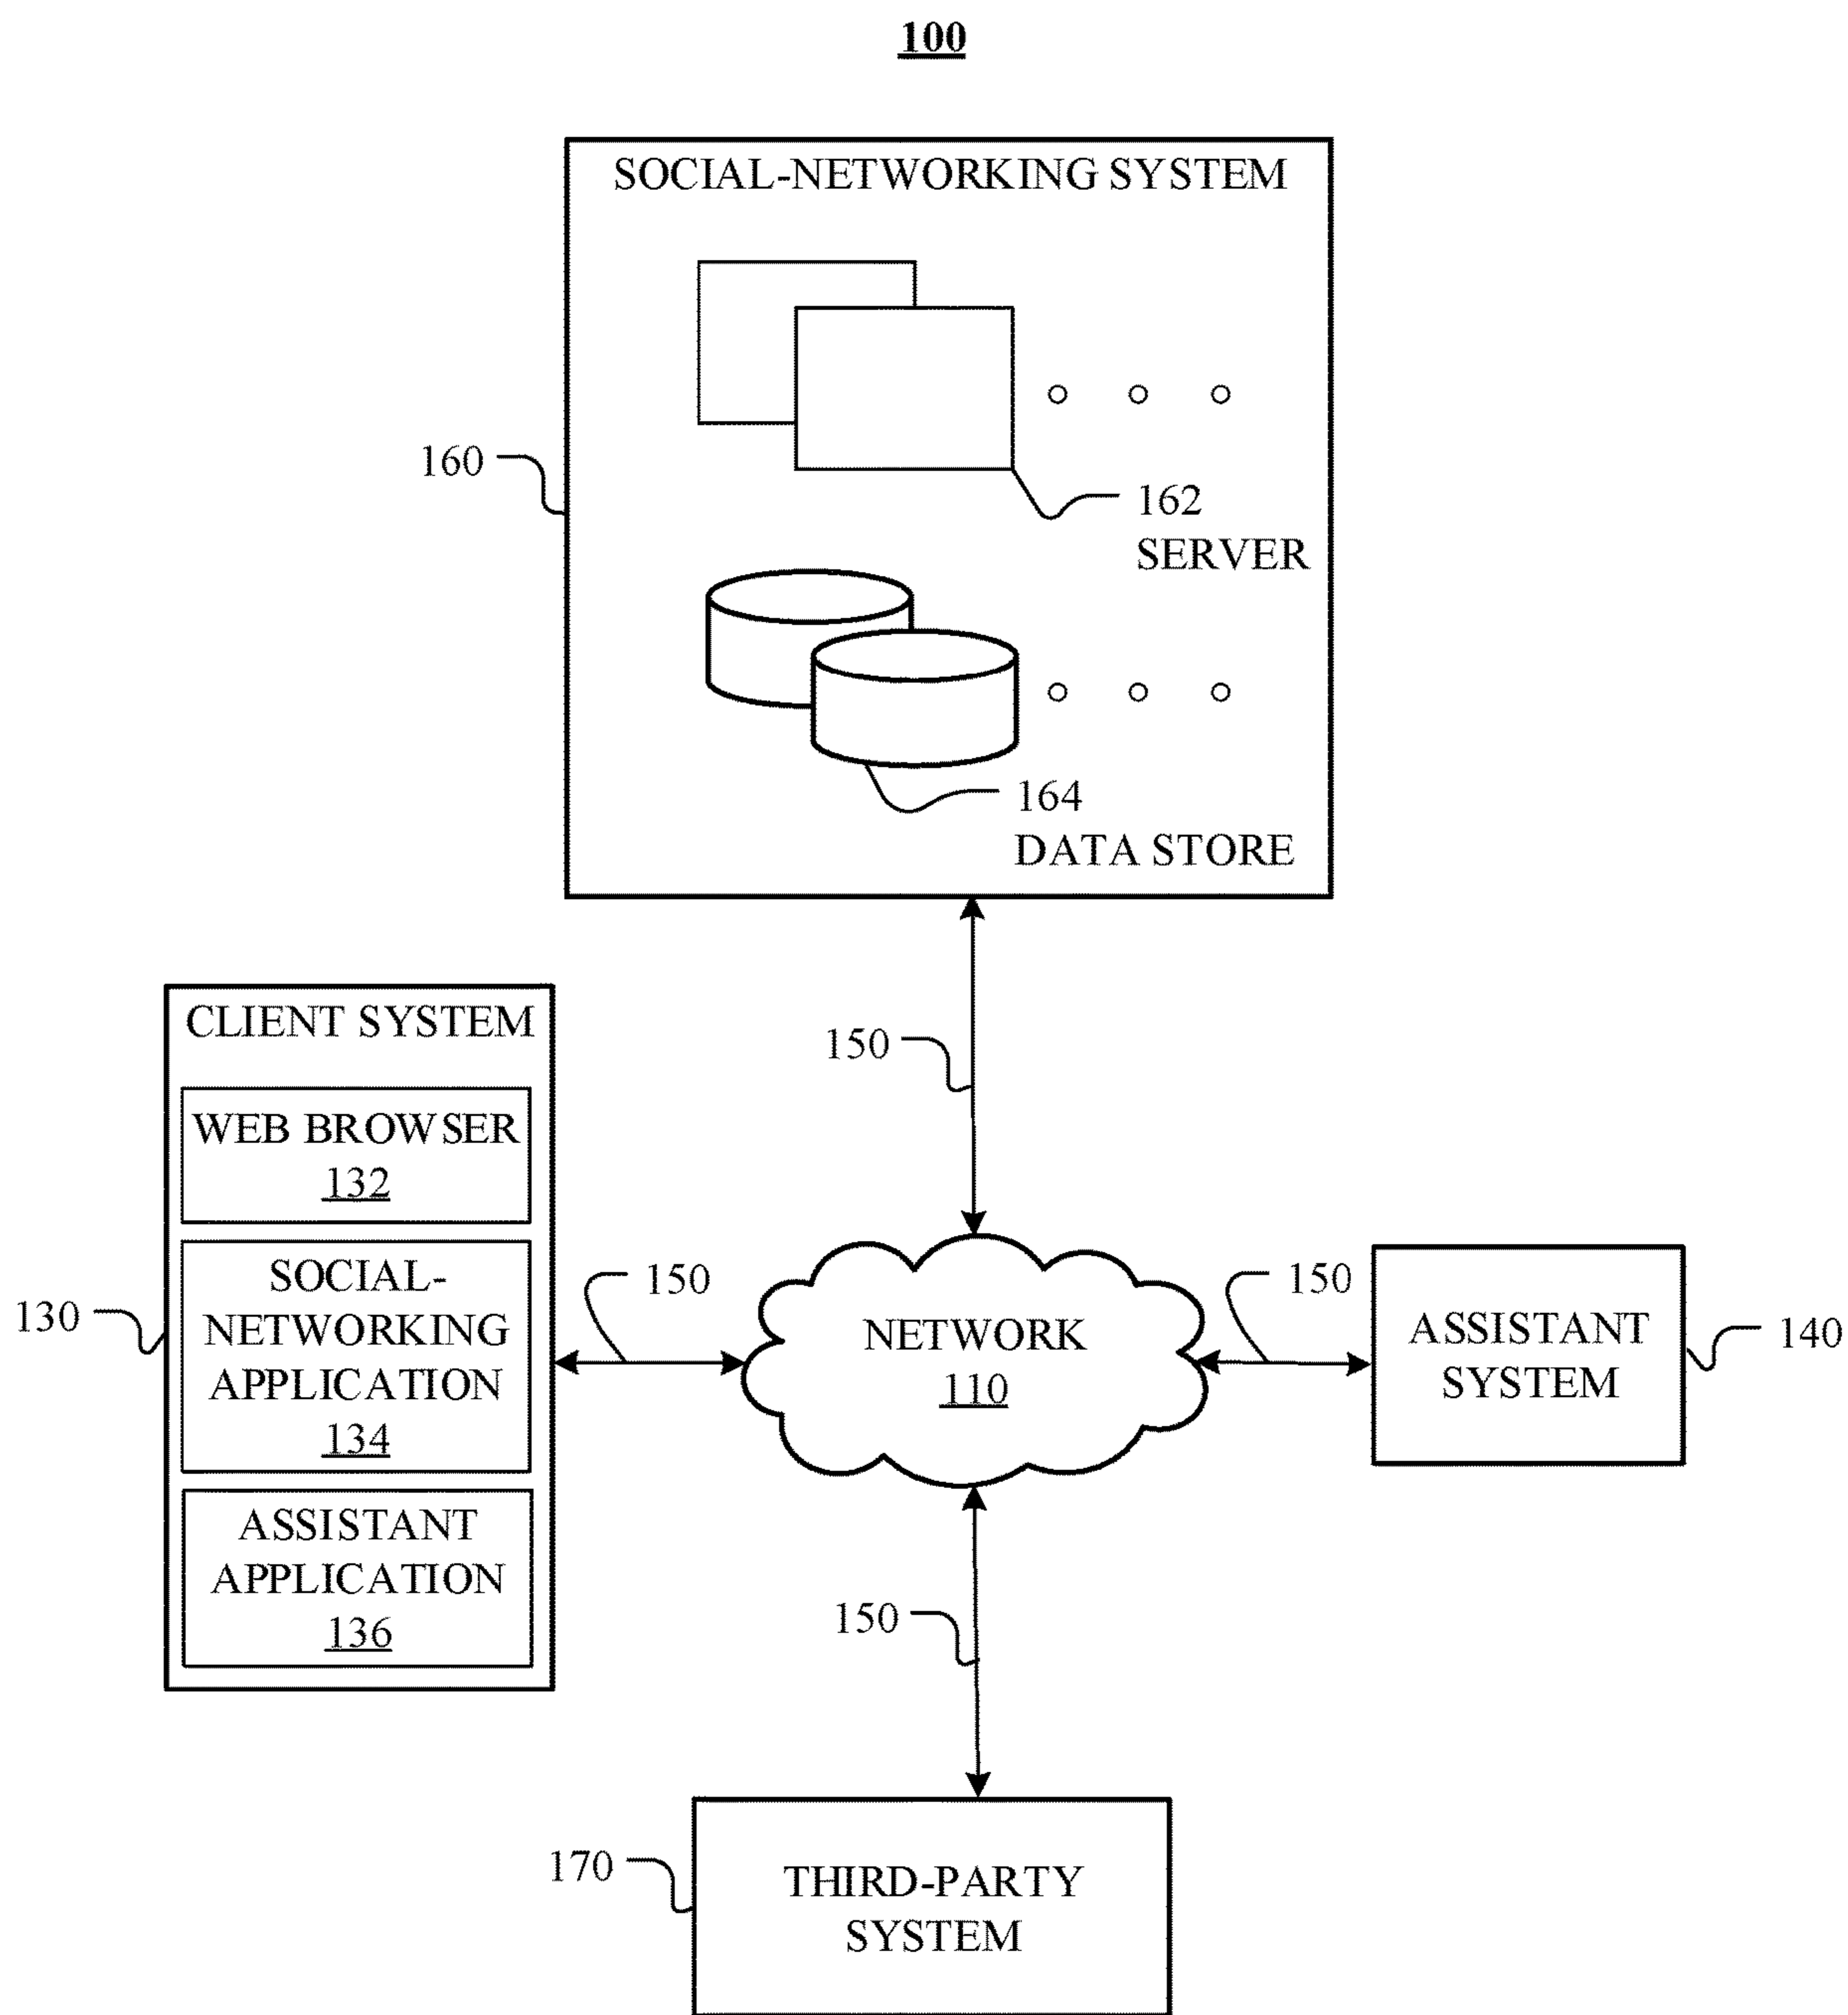 100
SOCIAL-NETWORKING SYSTEM
160
162
SERVER
164
DATA STORE
CLIENT SYSTEM
WEB BROWSER
132
SOCIAL-
NETWORKING
APPLICATION
134
ASSISTANT
APPLICATION
136
130
150
150
NETWORK
110
150
ASSISTANT
SYSTEM
140
150
170
THIRD-PARTY
SYSTEM